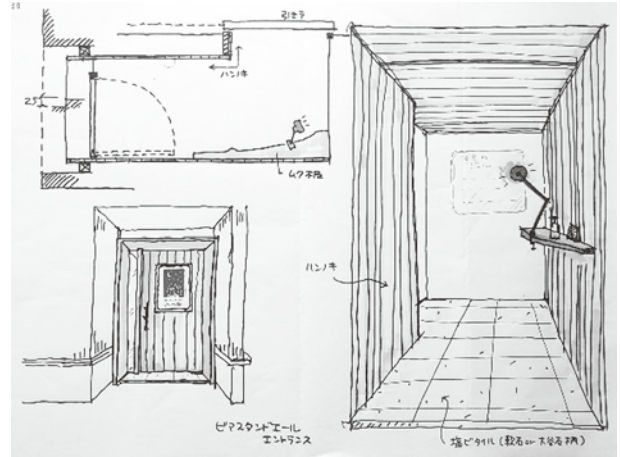 引き戸
ハンノキ
25
ムク木板
ハンノキ
ビアスタンドエール
エントランス
塩ビタイル (軟石 or 大谷石柄)